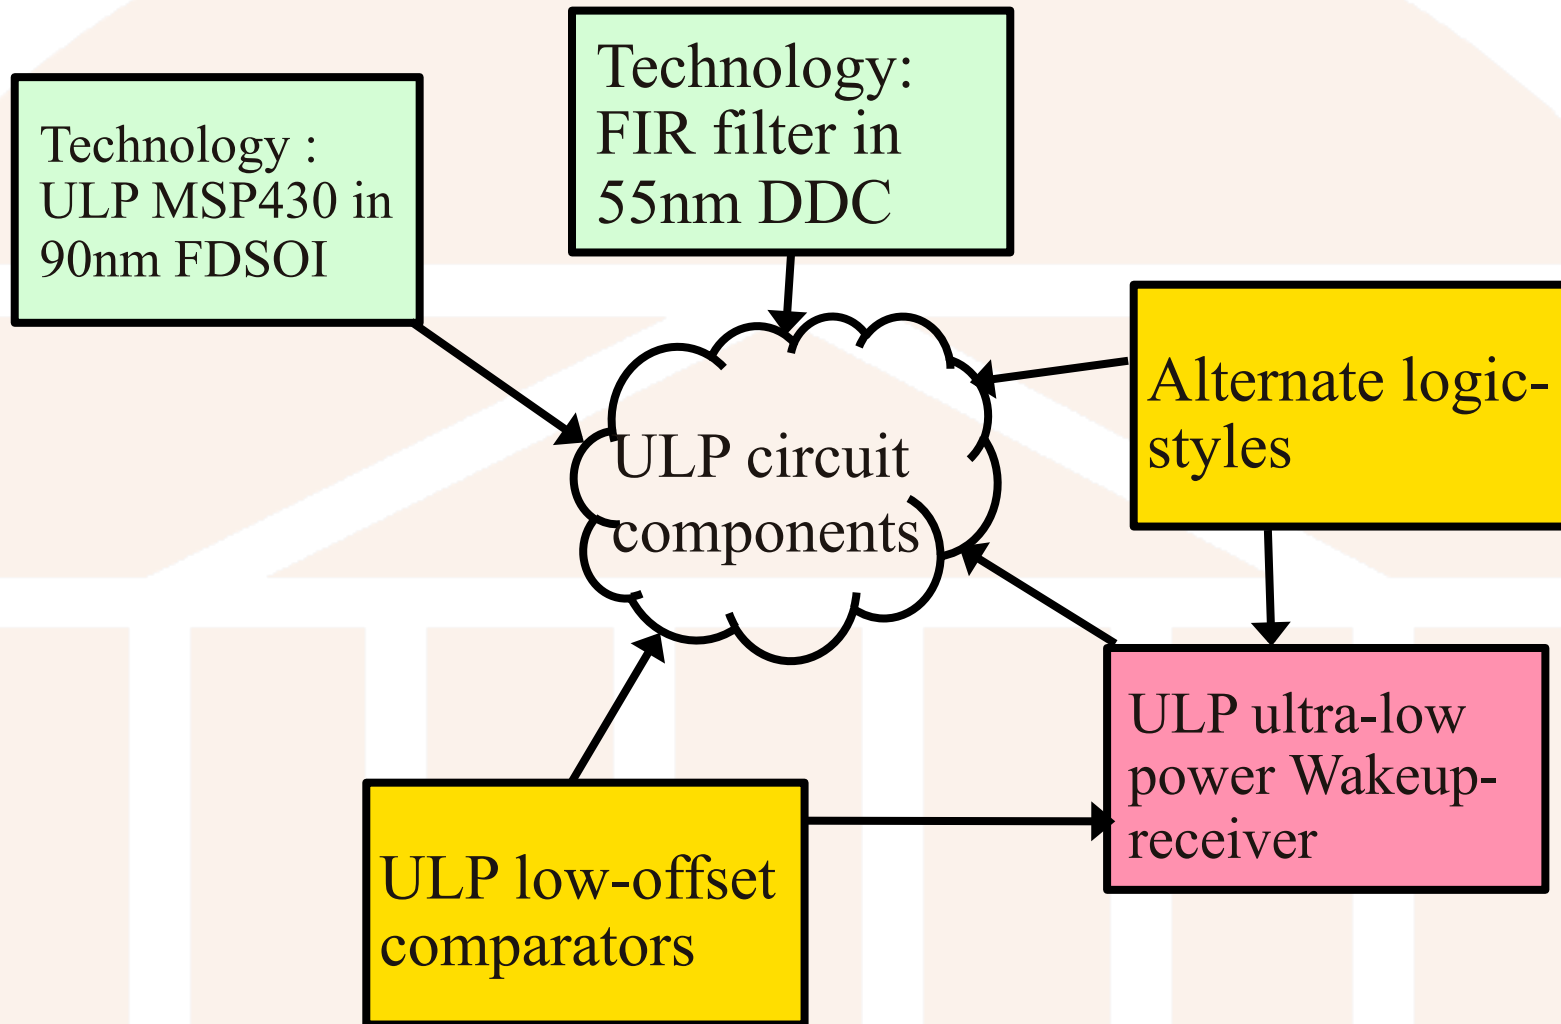 Technology :
ULP MSP430 in
90nm FDSOI
Technology:
FIR filter in
55nm DDC
Alternate logic-
styles
ULP circuit
components
ULP ultra-low
power Wakeup-
receiver
ULP low-offset
comparators